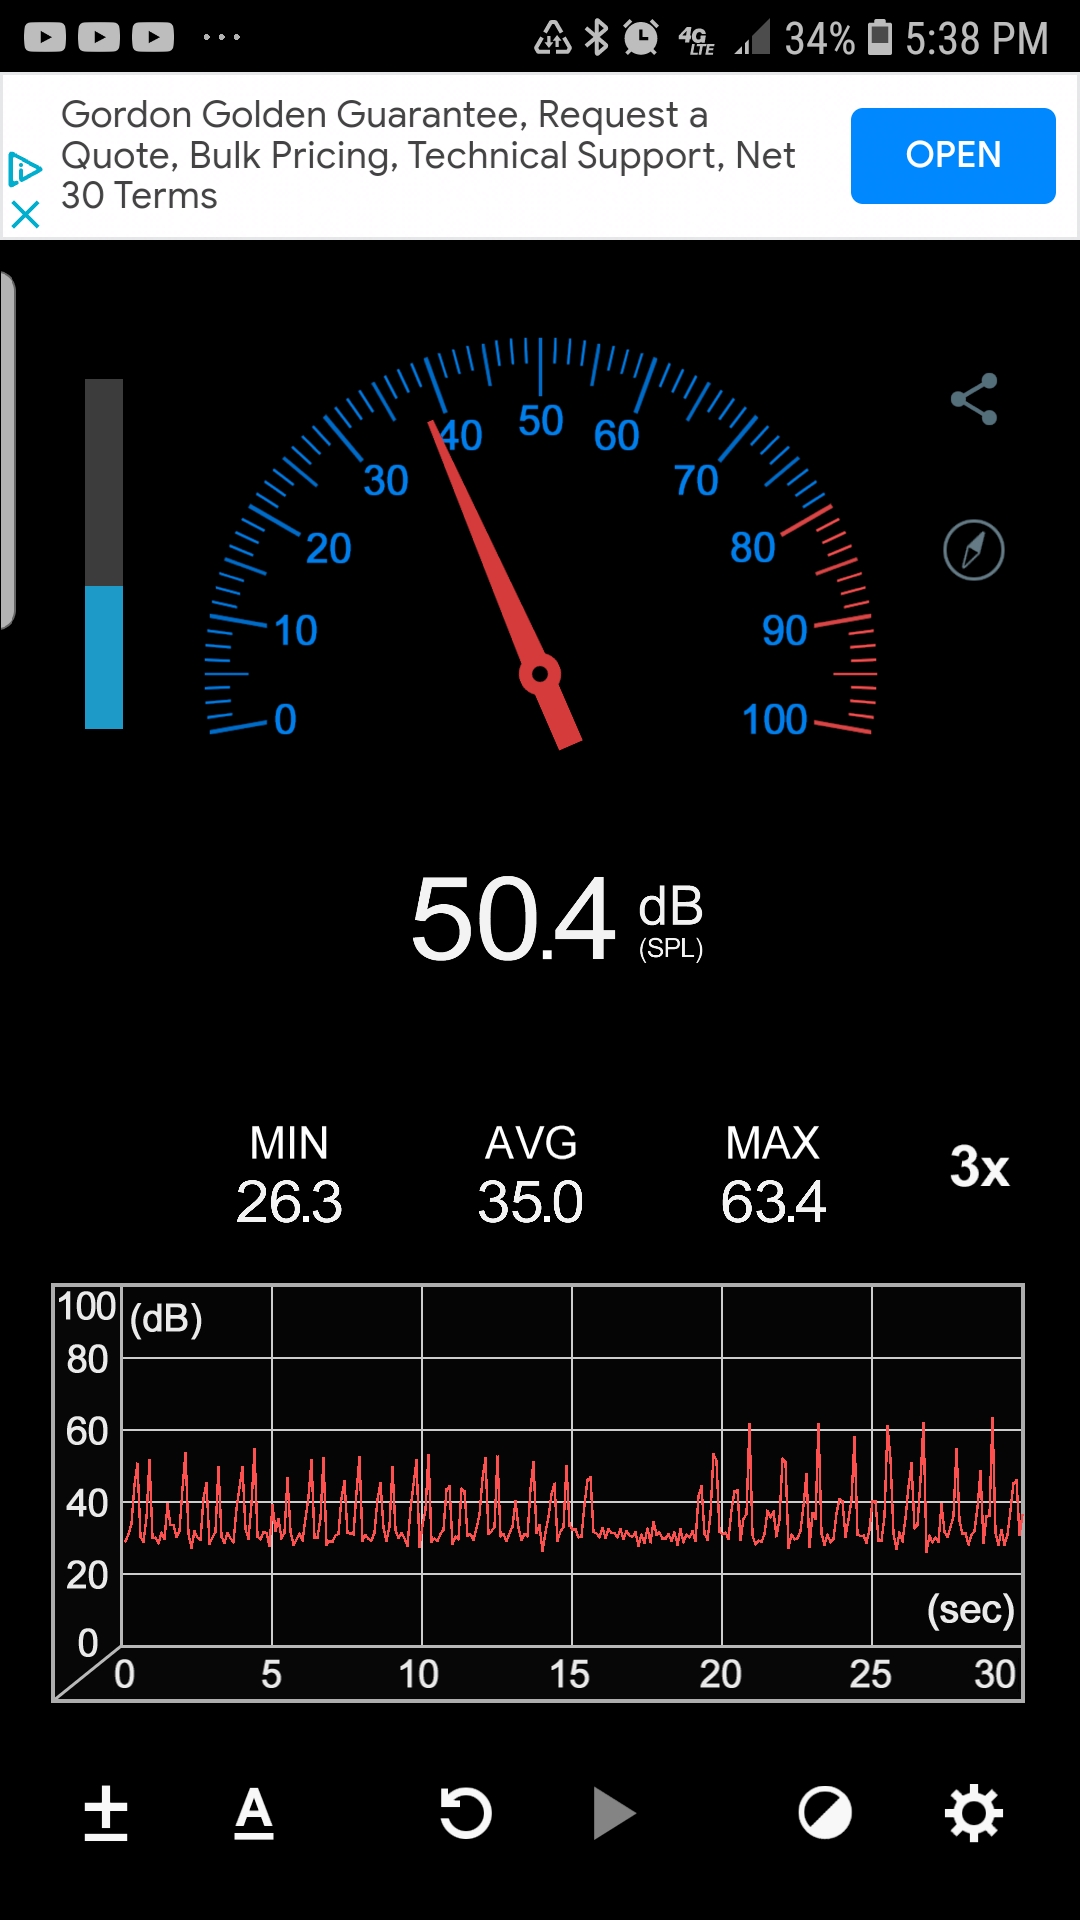 34% 5:38 PM
4G LTE
Gordon Golden Guarantee, Request a
Quote, Bulk Pricing, Technical Support, Net
30 Terms
OPEN
0 10 20 30 40 50 60 70 80 90 100
50.4 dB
(SPL)
MIN AVG MAX
26.3 35.0 63.4
3x
100 (dB)
80
60
40
20
(sec)
0
0 5 10 15 20 25 30
± A